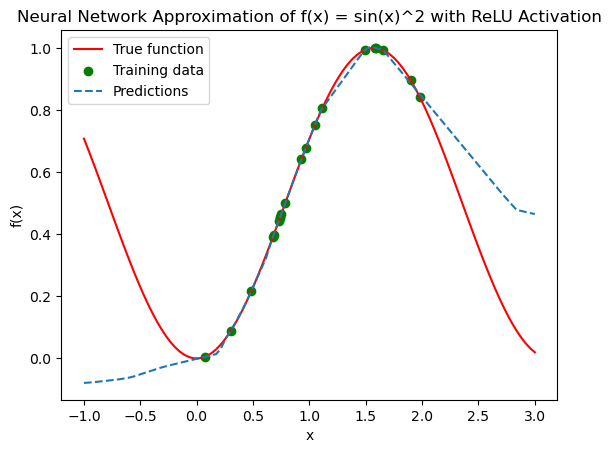 Neural Network Approximation of f(x) = sin(x)^2 with ReLU Activation
True function
Training data
Predictions
f(x)
1.0
0.8
0.6
0.4
0.2
0.0
−1.0 −0.5 0.0 0.5 1.0 1.5 2.0 2.5 3.0
x